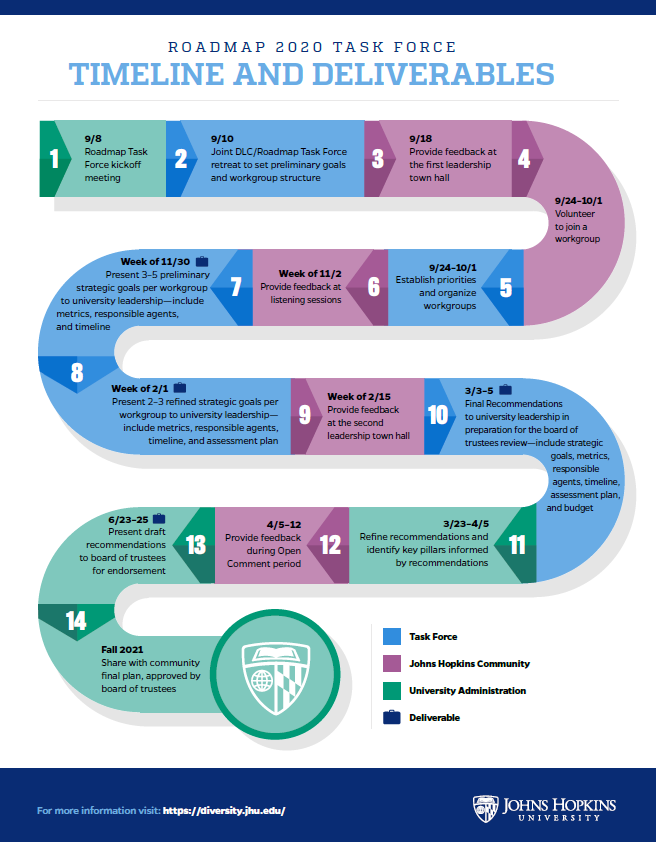 ROADMAP 2020 TASK FORCE
TIMELINE AND DELIVERABLES
1
9/8
Roadmap Task
Force kickoff
meeting
2
9/10
Joint DLC/Roadmap Task Force
retreat to set preliminary goals
and workgroup structure
3
9/18
Provide feedback at
the first leadership
town hall
4
9/24–10/1
Volunteer
to join a
workgroup
5
9/24–10/1
Establish priorities
and organize
workgroups
6
Week of 11/2
Provide feedback at
listening sessions
7
Week of 11/30
Present 3–5 preliminary
strategic goals per workgroup
to university leadership—include
metrics, responsible agents,
and timeline
8
Week of 2/1
Present 2–3 refined strategic goals per
workgroup to university leadership—
include metrics, responsible agents,
timeline, and assessment plan
9
Week of 2/15
Provide feedback
at the second
leadership town hall
10
3/3–5
Final Recommendations
to university leadership in
preparation for the board of
trustees review—include strategic
goals, metrics,
responsible
agents, timeline,
assessment plan,
and budget
11
3/23–4/5
Refine recommendations and
identify key pillars informed
by recommendations
12
4/5–12
Provide feedback
during Open
Comment period
13
6/23–25
Present draft
recommendations
to board of trustees
for endorsement
14
Fall 2021
Share with community
final plan, approved by
board of trustees
Task Force
Johns Hopkins Community
University Administration
Deliverable
For more information visit: https://diversity.jhu.edu/
JOHNS HOPKINS
UNIVERSITY